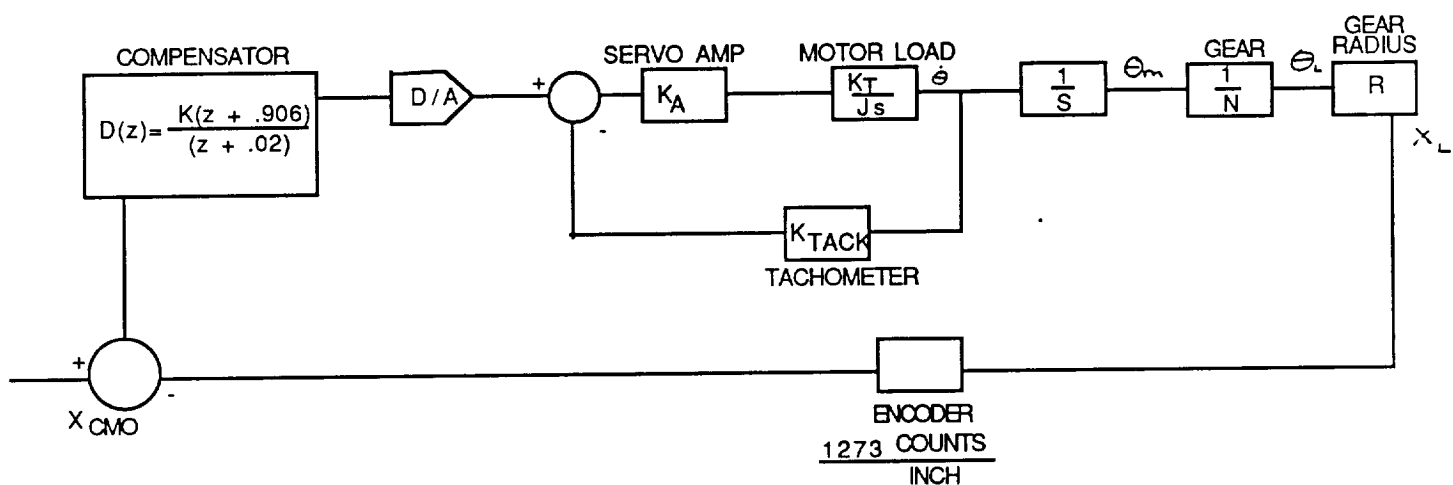 COMPENSATOR
D(z)= K(z + .906)
(z + .02)
D/A
+
-
SERVO AMP
K_A
MOTOR LOAD
K_T
Js
θ̇
1
S
θm
GEAR
1
N
θL
GEAR
RADIUS
R
XL
K_TACK
TACHOMETER
+
-
X CMO
ENCODER
1273 COUNTS
INCH